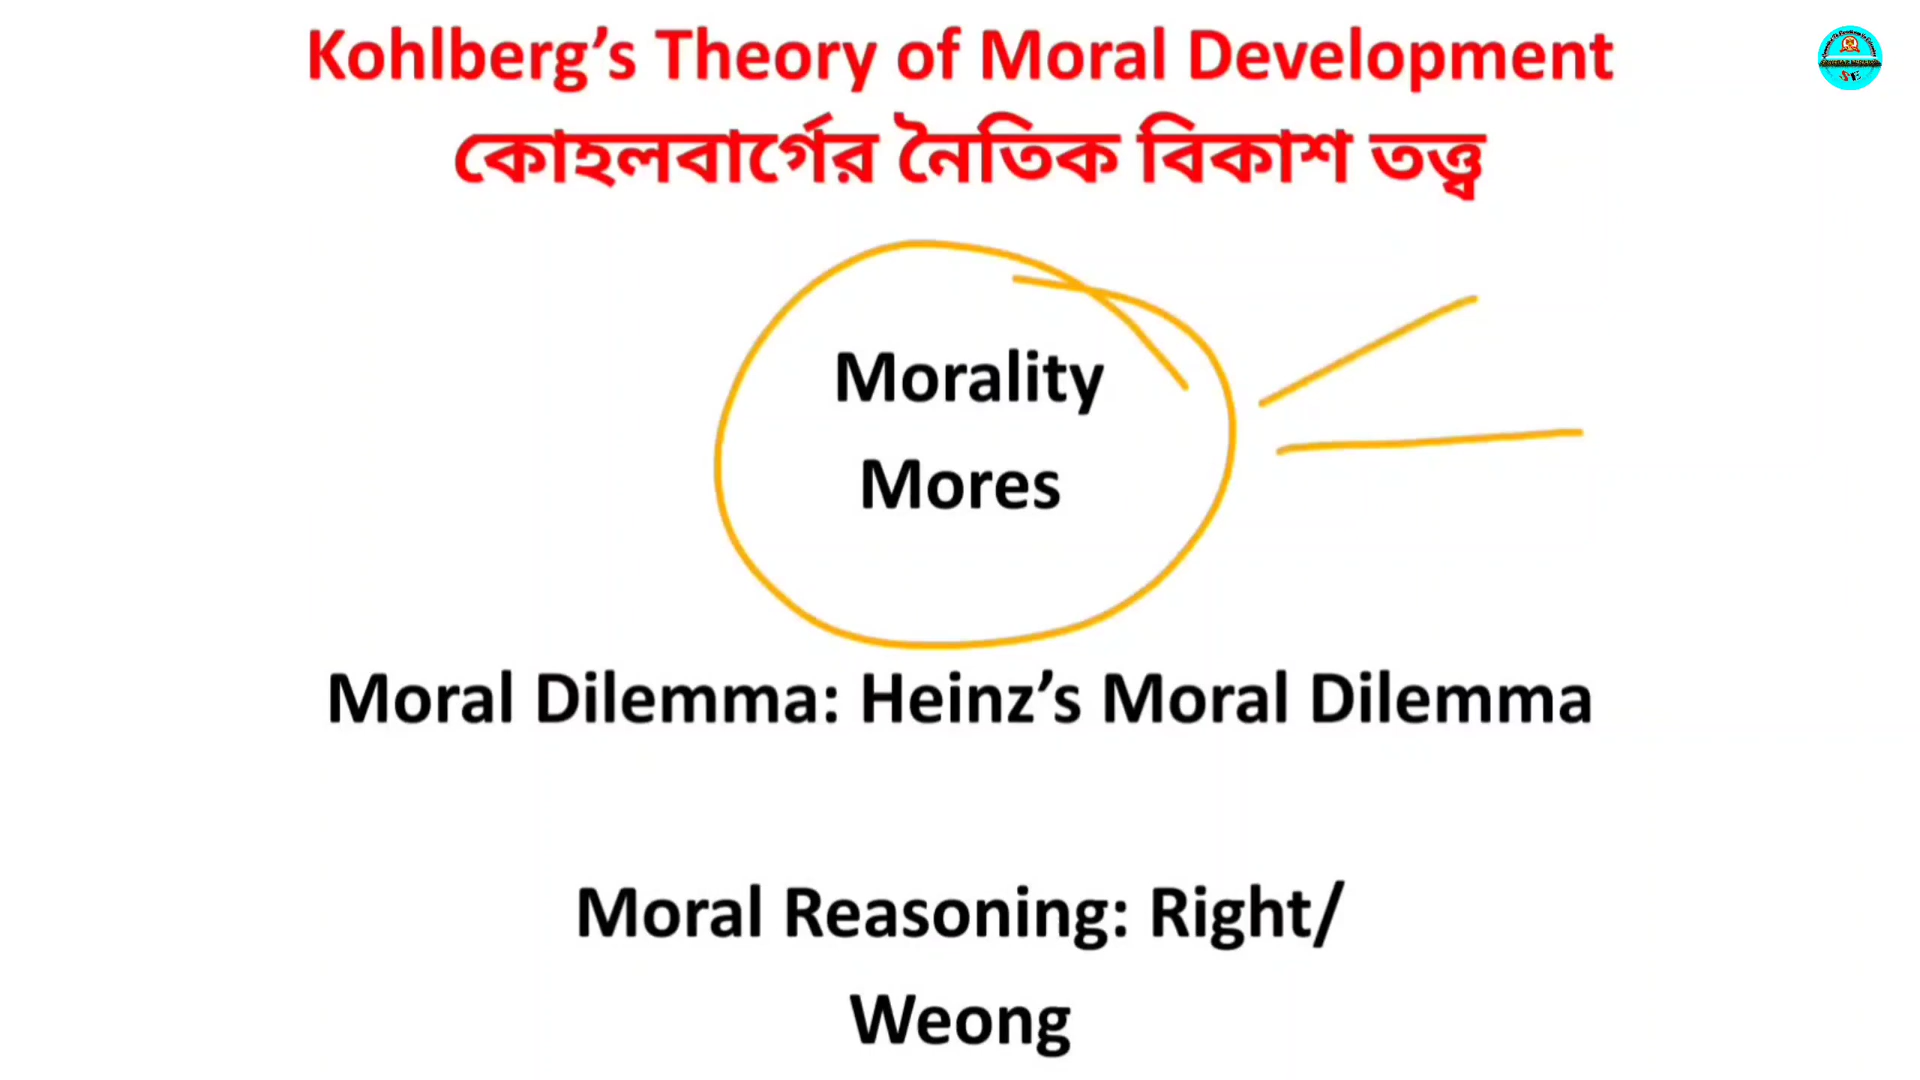 Kohlberg’s Theory of Moral Development
কোহলবার্গের নৈতিক বিকাশ তত্ত্ব
Morality
Mores
Moral Dilemma: Heinz’s Moral Dilemma
Moral Reasoning: Right/
Weong